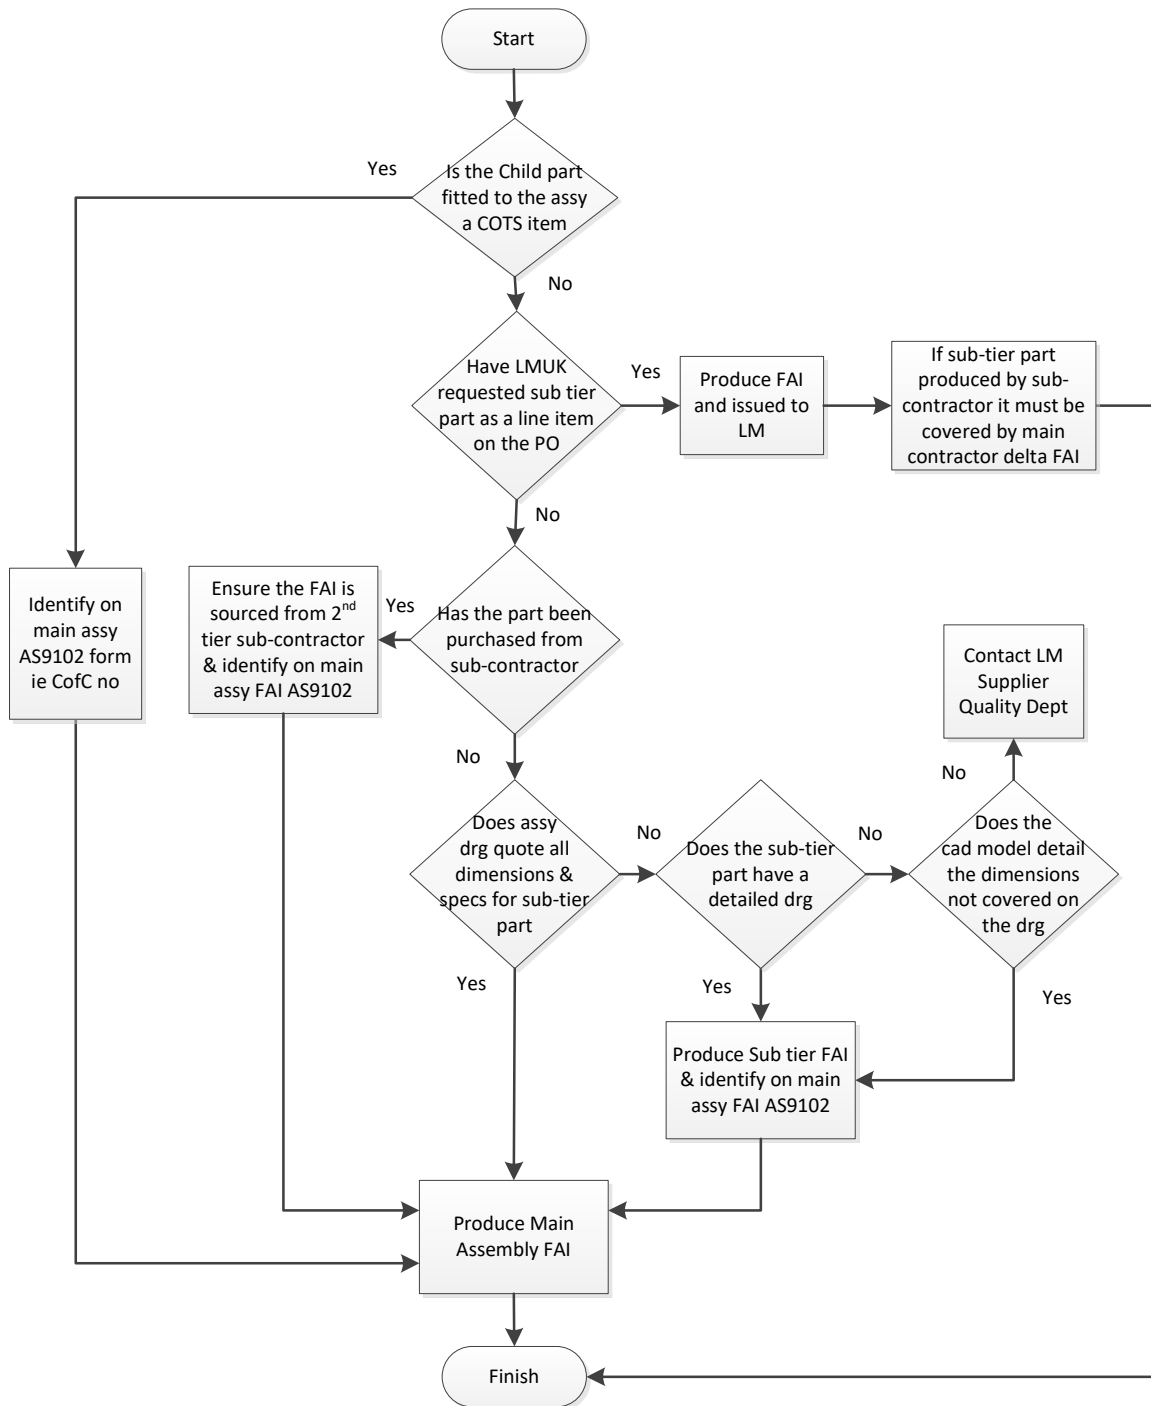 Start
Yes
Is the Child part
fitted to the assy
a COTS item
No
Have LMUK
requested sub tier
part as a line item
on the PO
Yes
Produce FAI
and issued to
LM
If sub-tier part
produced by sub-
contractor it must be
covered by main
contractor delta FAI
No
Identify on
main assy
AS9102 form
ie CofC no
Ensure the FAI is
sourced from 2nd
tier sub-contractor
& identify on main
assy FAI AS9102
Yes
Has the part been
purchased from
sub-contractor
Contact LM
Supplier
Quality Dept
No
No
Does assy
drg quote all
dimensions &
specs for sub-tier
part
No
Does the sub-tier
part have a
detailed drg
No
Does the
cad model detail
the dimensions
not covered on
the drg
Yes
Yes
Yes
Produce Sub tier FAI
& identify on main
assy FAI AS9102
Produce Main
Assembly FAI
Finish